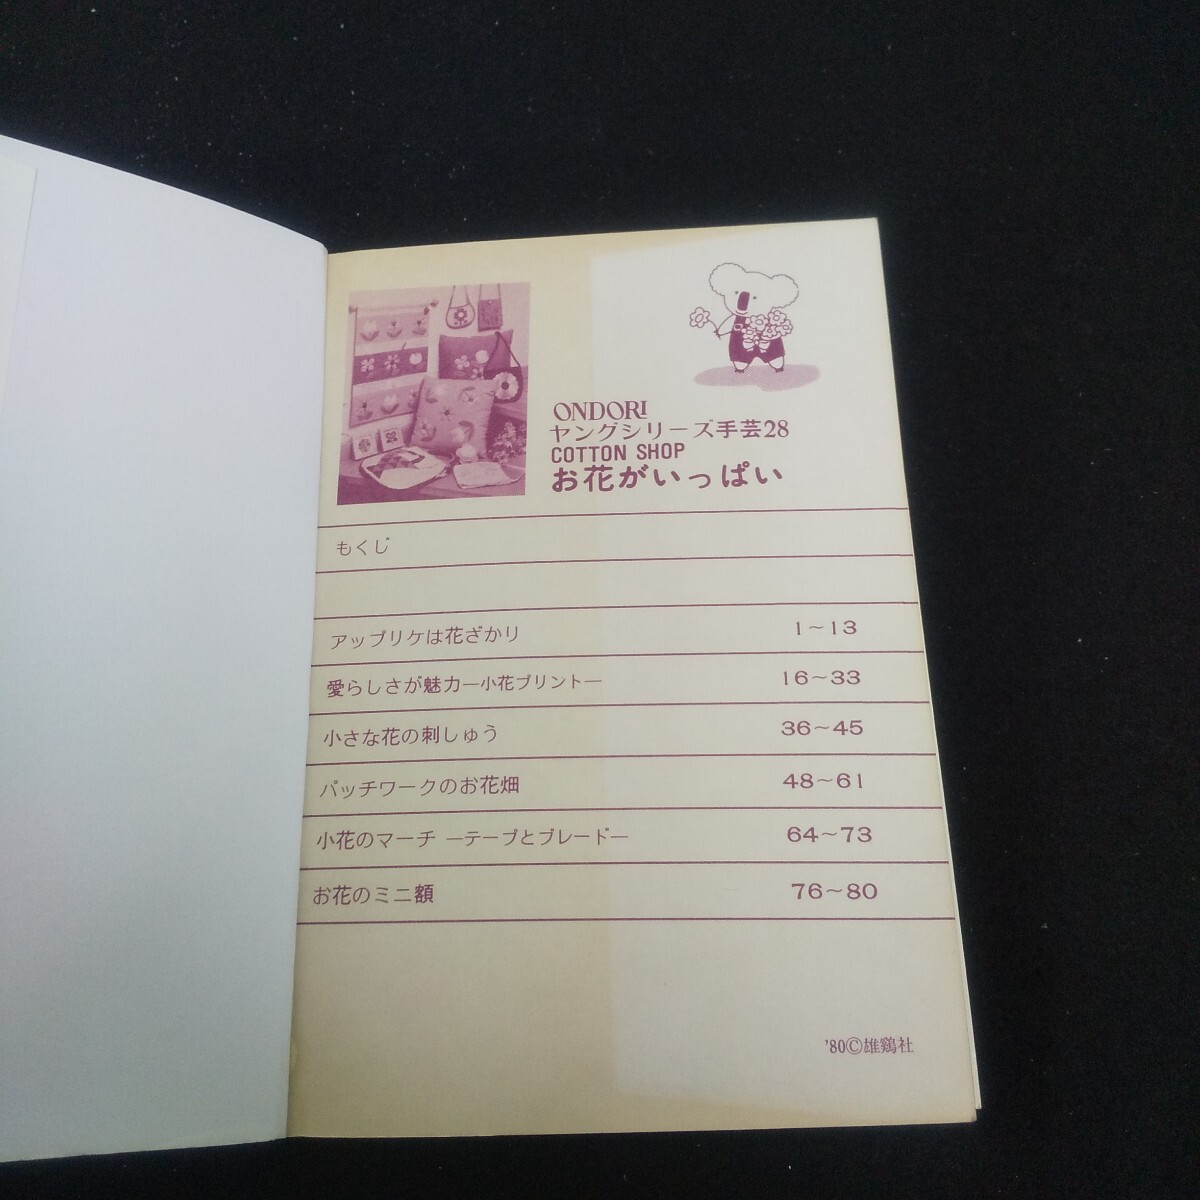 ONDORI
ヤングシリーズ手芸28
COTTON SHOP
お花がいっぱい
もくじ
アップリケは花ざかり 1~13
愛らしさが魅力―小花プリント― 16~33
小さな花の刺しゅう 36~45
パッチワークのお花畑 48~61
小花のマーチ ―テープとブレード― 64~73
お花のミニ額 76~80
'80©雄鶏社